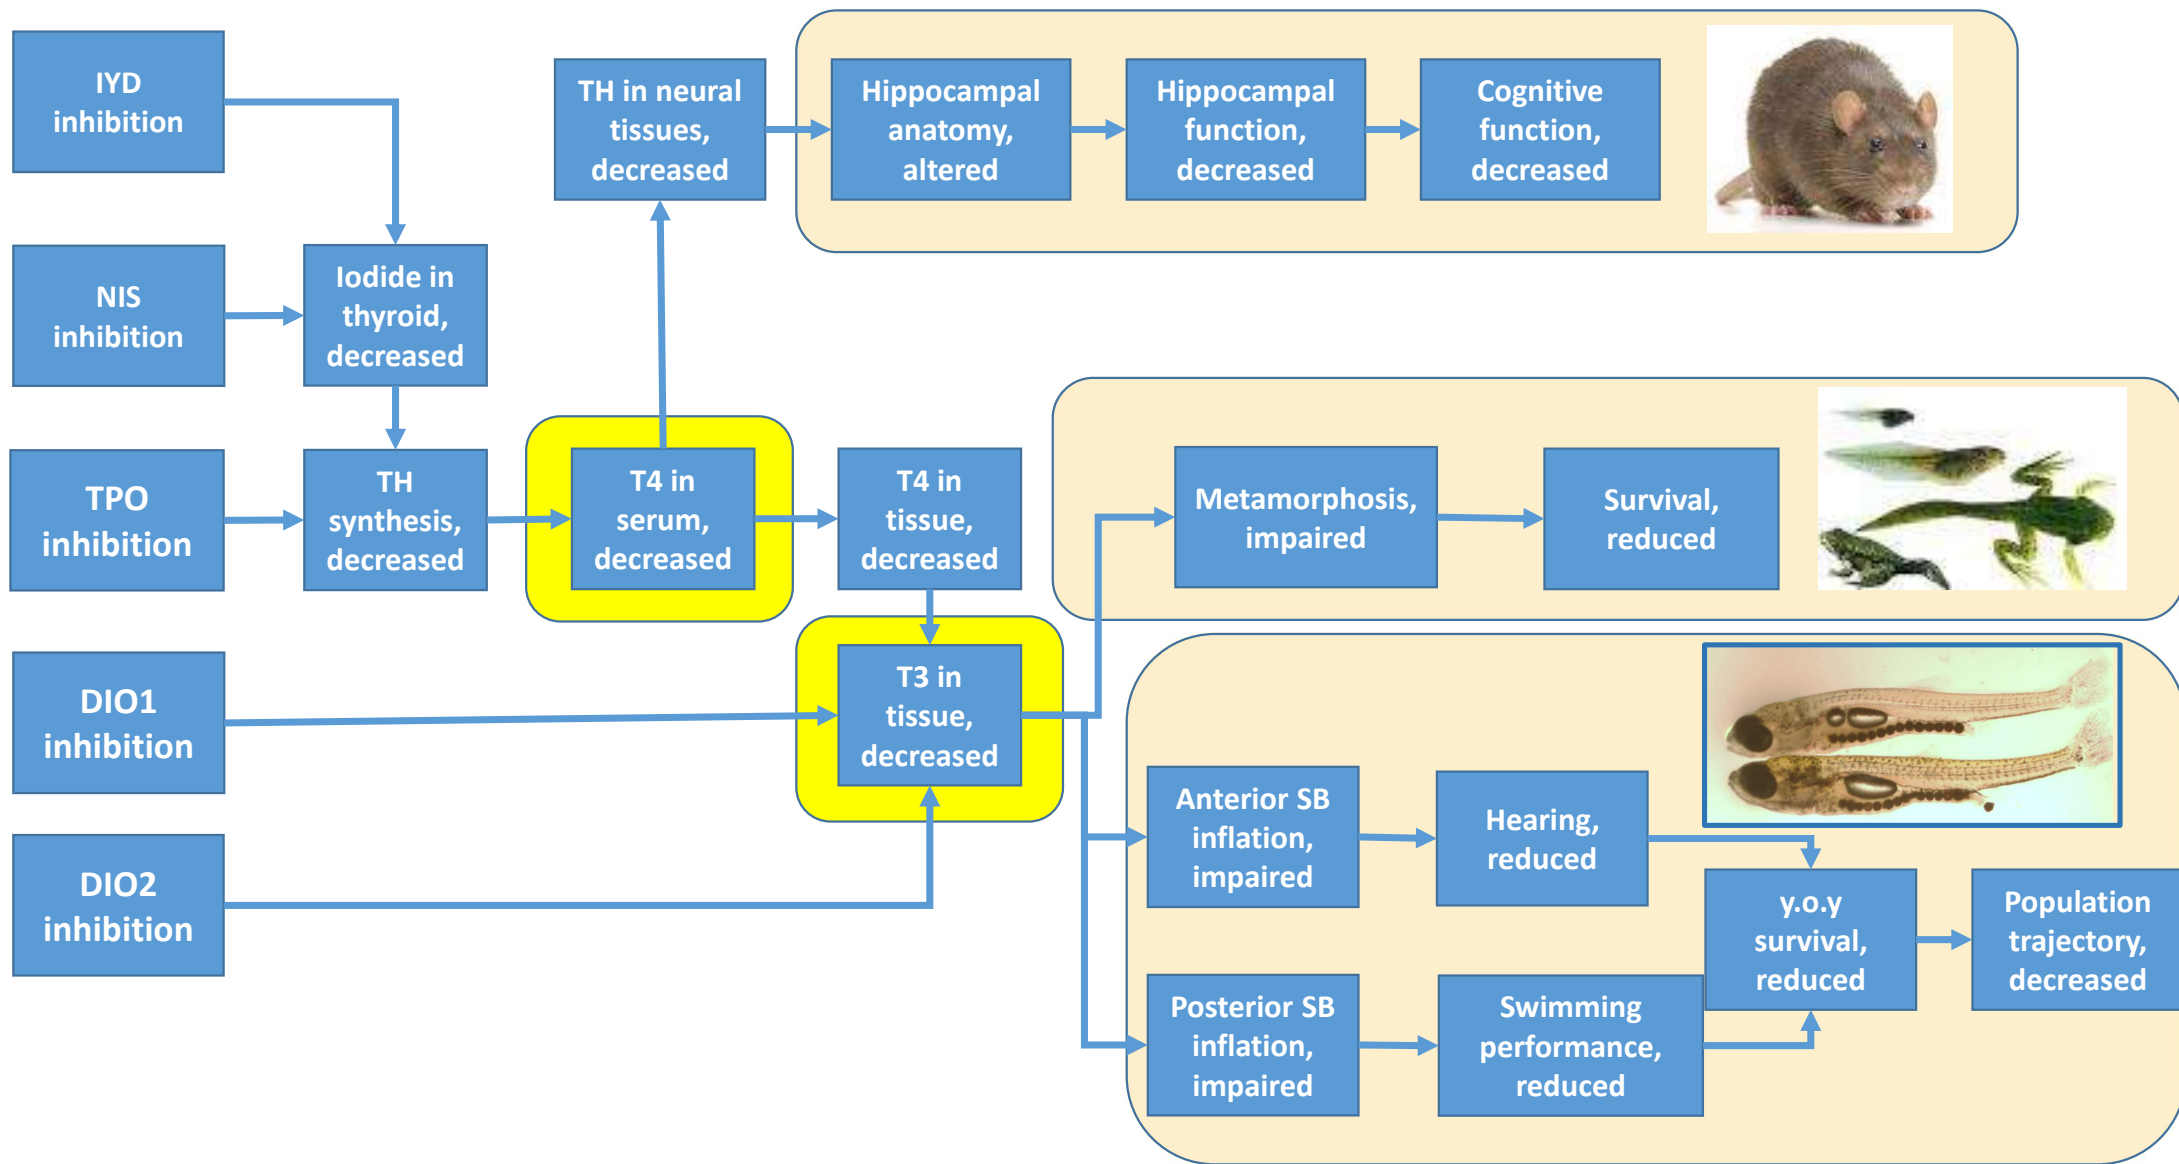 IYD
inhibition
TH in neural
tissues,
decreased
Hippocampal
anatomy,
altered
Hippocampal
function,
decreased
Cognitive
function,
decreased
NIS
inhibition
Iodide in
thyroid,
decreased
TPO
inhibition
TH
synthesis,
decreased
T4 in
serum,
decreased
T4 in
tissue,
decreased
Metamorphosis,
impaired
Survival,
reduced
DIO1
inhibition
T3 in
tissue,
decreased
DIO2
inhibition
Anterior SB
inflation,
impaired
Hearing,
reduced
y.o.y
survival,
reduced
Population
trajectory,
decreased
Posterior SB
inflation,
impaired
Swimming
performance,
reduced